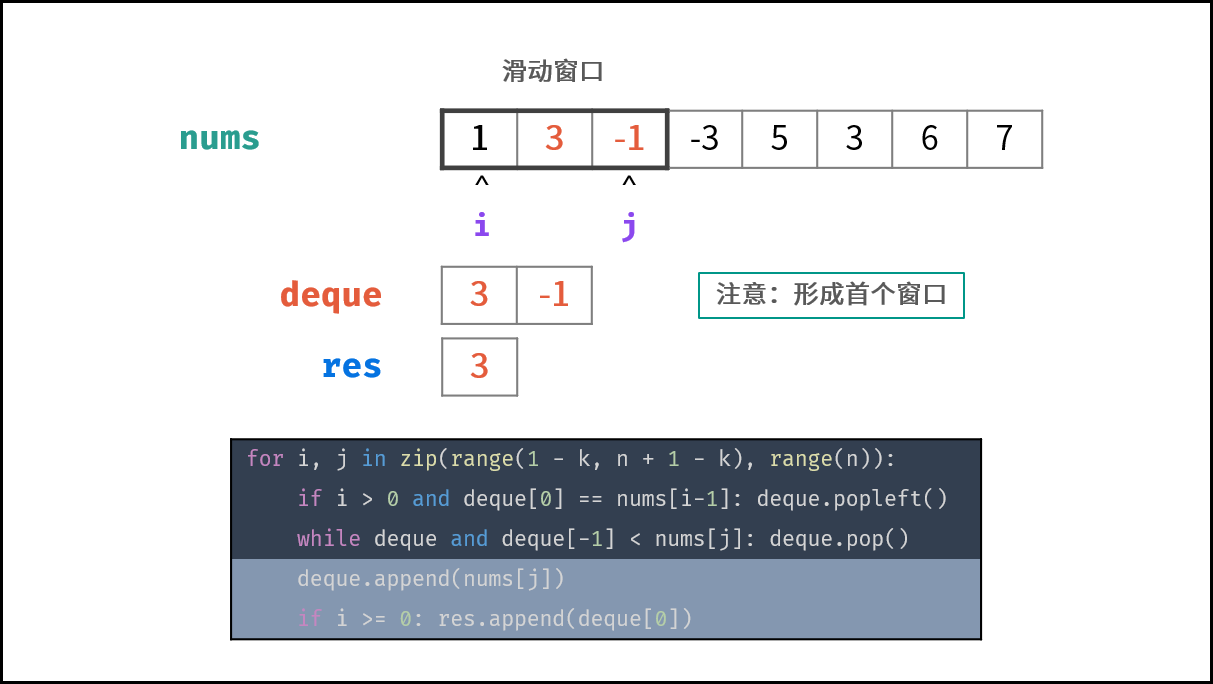 滑动窗口
nums 1 3 -1 -3 5 3 6 7
^ ^
i j
deque 3 -1 注意：形成首个窗口
res 3
for i, j in zip(range(1 - k, n + 1 - k), range(n)):
    if i > 0 and deque[0] == nums[i-1]: deque.popleft()
    while deque and deque[-1] < nums[j]: deque.pop()
    deque.append(nums[j])
    if i >= 0: res.append(deque[0])